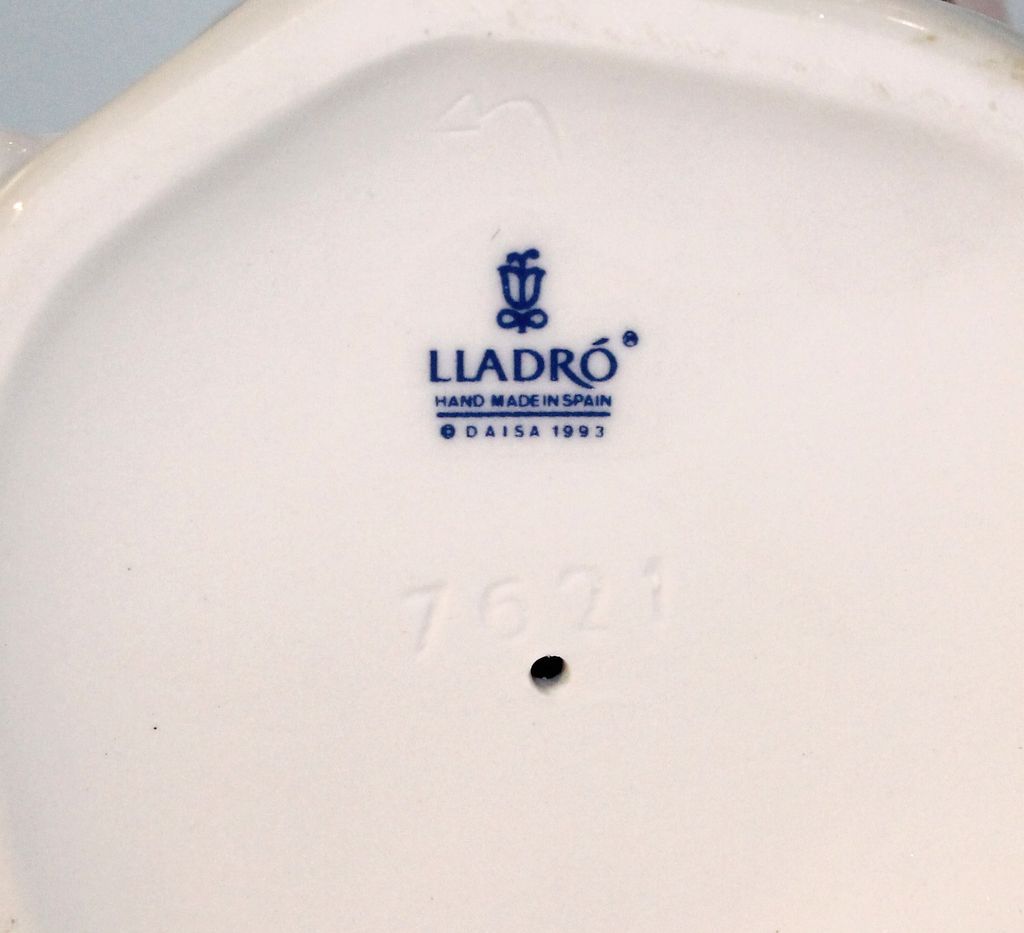 LLADRÓ®
HAND MADE IN SPAIN
© DAISA 1993
7621